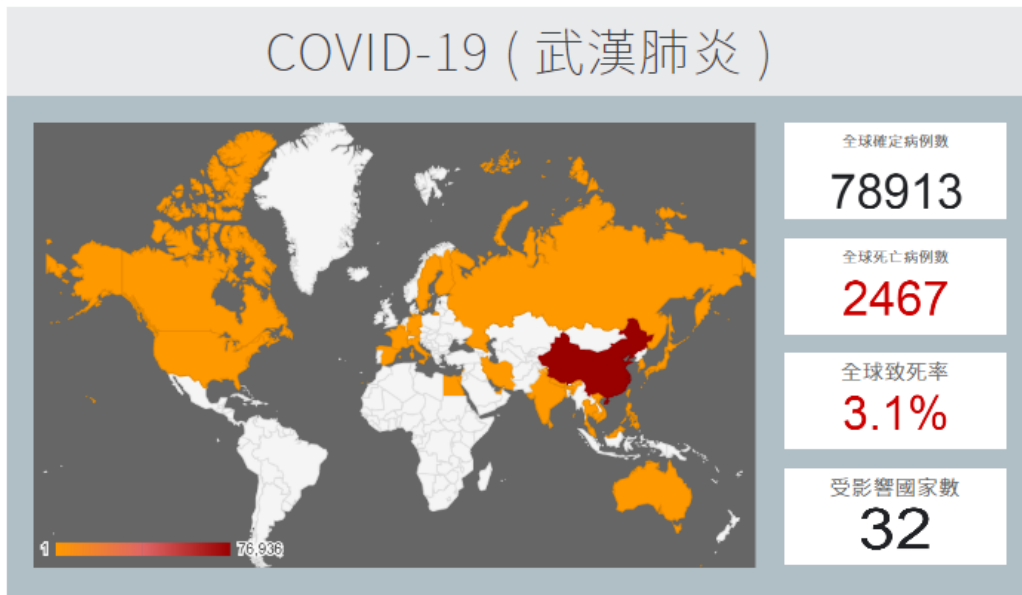 COVID-19 ( 武漢肺炎 )
全球確定病例數
78913
全球死亡病例數
2467
全球致死率
3.1%
受影響國家數
32
1
76,936